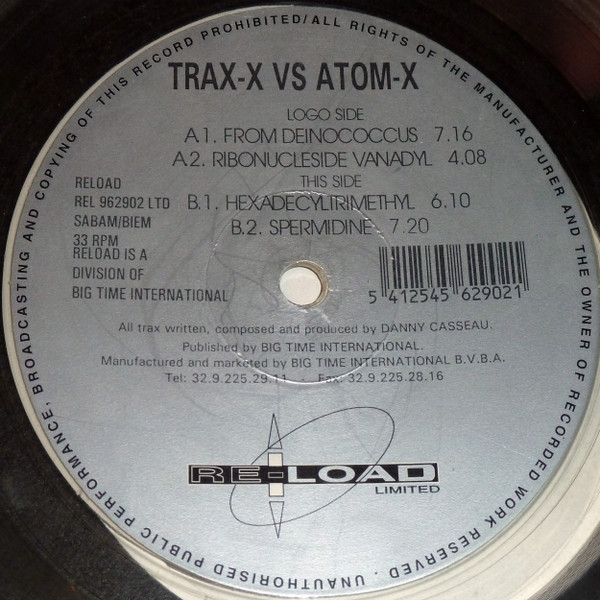 UNAUTHORISED PUBLIC PERFORMANCE, BROADCASTING AND COPYING OF THIS RECORD PROHIBITED/ALL RIGHTS OF THE MANUFACTURER AND THE OWNER OF RECORDED WORK RESERVED.
TRAX-X VS ATOM-X
LOGO SIDE
A1. FROM DEINOCOCCUS 7.16
A2. RIBONUCLESIDE VANADYL 4.08
THIS SIDE
B.1. HEXADECYLTRIMETHYL 6.10
B.2. SPERMIDINE 7 20
RELOAD
REL 962902 LTD
SABAM/BIEM
33 RPM
RELOAD IS A
DIVISION OF
BIG TIME INTERNATIONAL
5 412545 629021
All trax written, composed and produced by DANNY CASSEAU.
Published by BIG TIME INTERNATIONAL.
Manufactured and marketed by BIG TIME INTERNATIONAL B.V.B.A.
Tel: 32.9.225.29.11 - Fax: 32.9.225.28.16
RE-LOAD
LIMITED